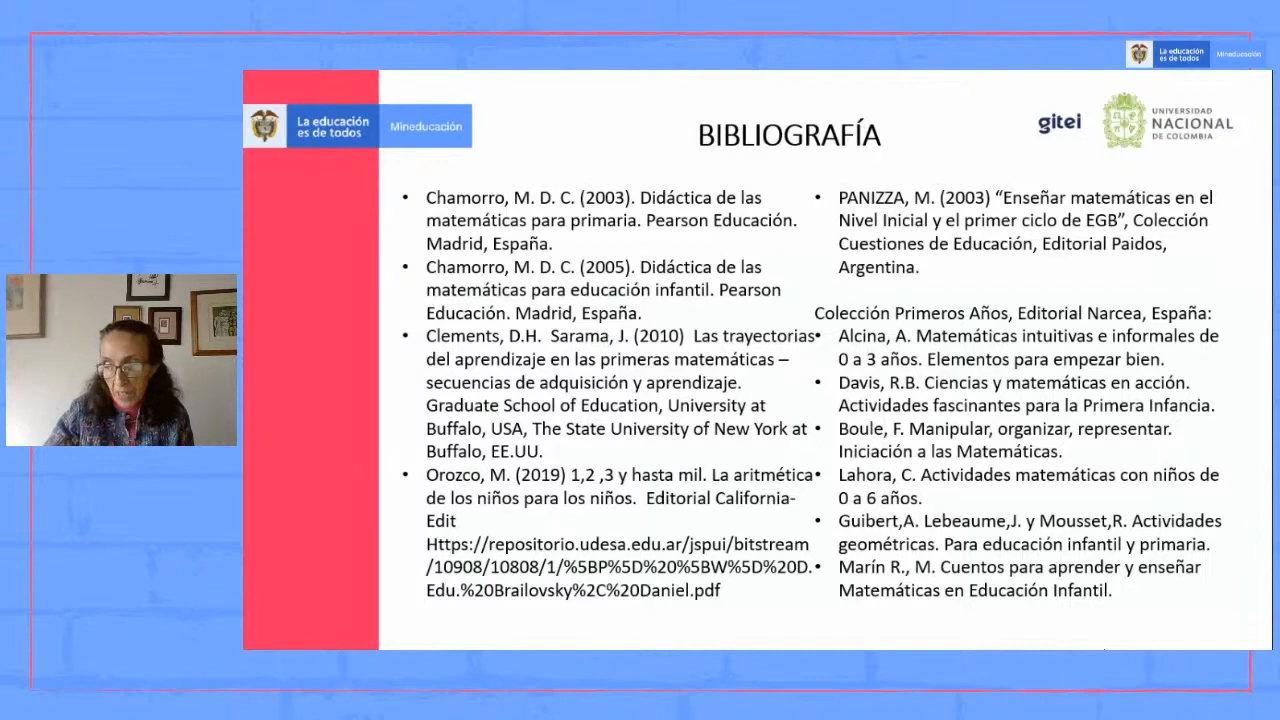 La educación
es de todos
Mineducación
La educación
es de todos
Mineducación
BIBLIOGRAFÍA
gitei
UNIVERSIDAD
NACIONAL
DE COLOMBIA
• Chamorro, M. D. C. (2003). Didáctica de las
matemáticas para primaria. Pearson Educación.
Madrid, España.
• Chamorro, M. D. C. (2005). Didáctica de las
matemáticas para educación infantil. Pearson
Educación. Madrid, España.
• Clements, D.H. Sarama, J. (2010) Las trayectorias
del aprendizaje en las primeras matemáticas –
secuencias de adquisición y aprendizaje.
Graduate School of Education, University at
Buffalo, USA, The State University of New York at
Buffalo, EE.UU.
• Orozco, M. (2019) 1,2 ,3 y hasta mil. La aritmética
de los niños para los niños. Editorial California-
Edit
Https://repositorio.udesa.edu.ar/jspui/bitstream
/10908/10808/1/%5BP%5D%20%5BW%5D%20D.
Edu.%20Brailovsky%2C%20Daniel.pdf
• PANIZZA, M. (2003) “Enseñar matemáticas en el
Nivel Inicial y el primer ciclo de EGB”, Colección
Cuestiones de Educación, Editorial Paidos,
Argentina.
Colección Primeros Años, Editorial Narcea, España:
• Alcina, A. Matemáticas intuitivas e informales de
0 a 3 años. Elementos para empezar bien.
• Davis, R.B. Ciencias y matemáticas en acción.
Actividades fascinantes para la Primera Infancia.
• Boule, F. Manipular, organizar, representar.
Iniciación a las Matemáticas.
• Lahora, C. Actividades matemáticas con niños de
0 a 6 años.
• Guibert,A. Lebeaume,J. y Mousset,R. Actividades
geométricas. Para educación infantil y primaria.
• Marín R., M. Cuentos para aprender y enseñar
Matemáticas en Educación Infantil.